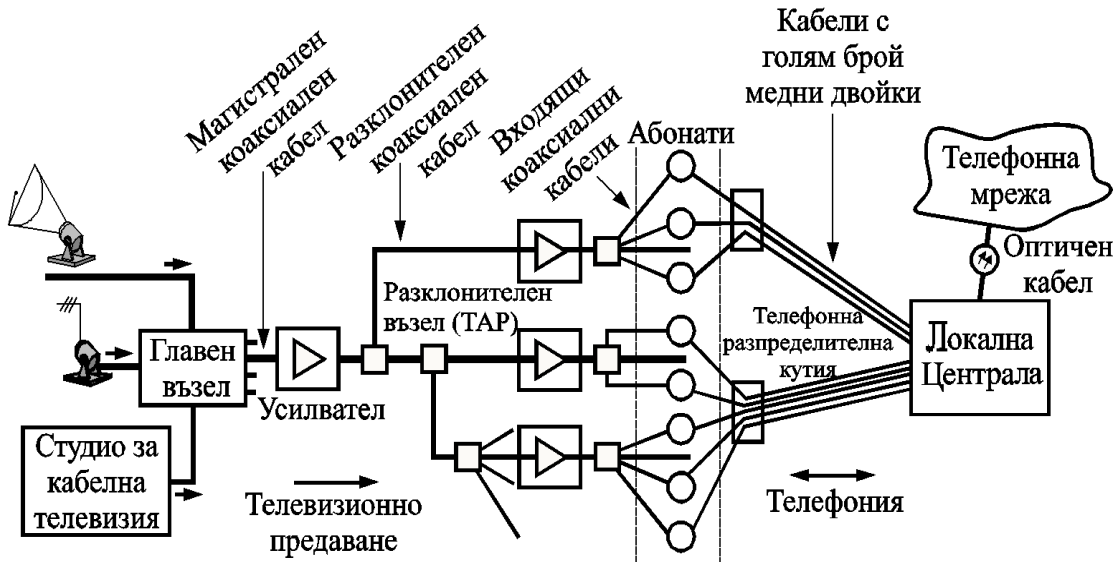 Магистрален
коаксиален
кабел
Разклонителен
коаксиален
кабел
Входящи
коаксиални
кабели
Абонати
Кабели с
голям брой
медни двойки
Телефонна
мрежа
Оптичен
кабел
Разклонителен
възел (TAP)
Телефонна
разпределителна
кутия
Локална
Централа
Главен
възел
Усилвател
Студио за
кабелна
телевизия
Телевизионно
предаване
Телефония